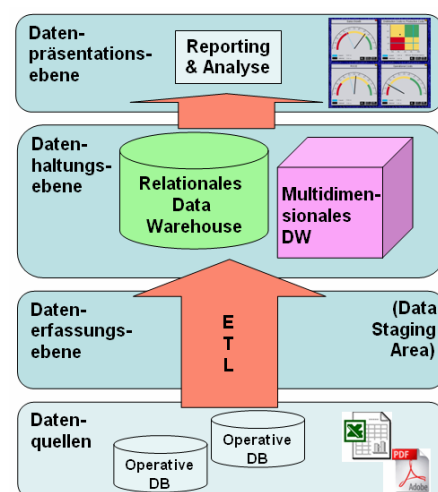 Daten-
präsentations-
ebene
Reporting
& Analyse
Daten-
haltungs-
ebene
Relationales
Data
Warehouse
Multidimen-
sionales
DW
Daten-
erfassungs-
ebene
E
T
L
(Data
Staging
Area)
Daten-
quellen
Operative
DB
Operative
DB
PDF
Adobe